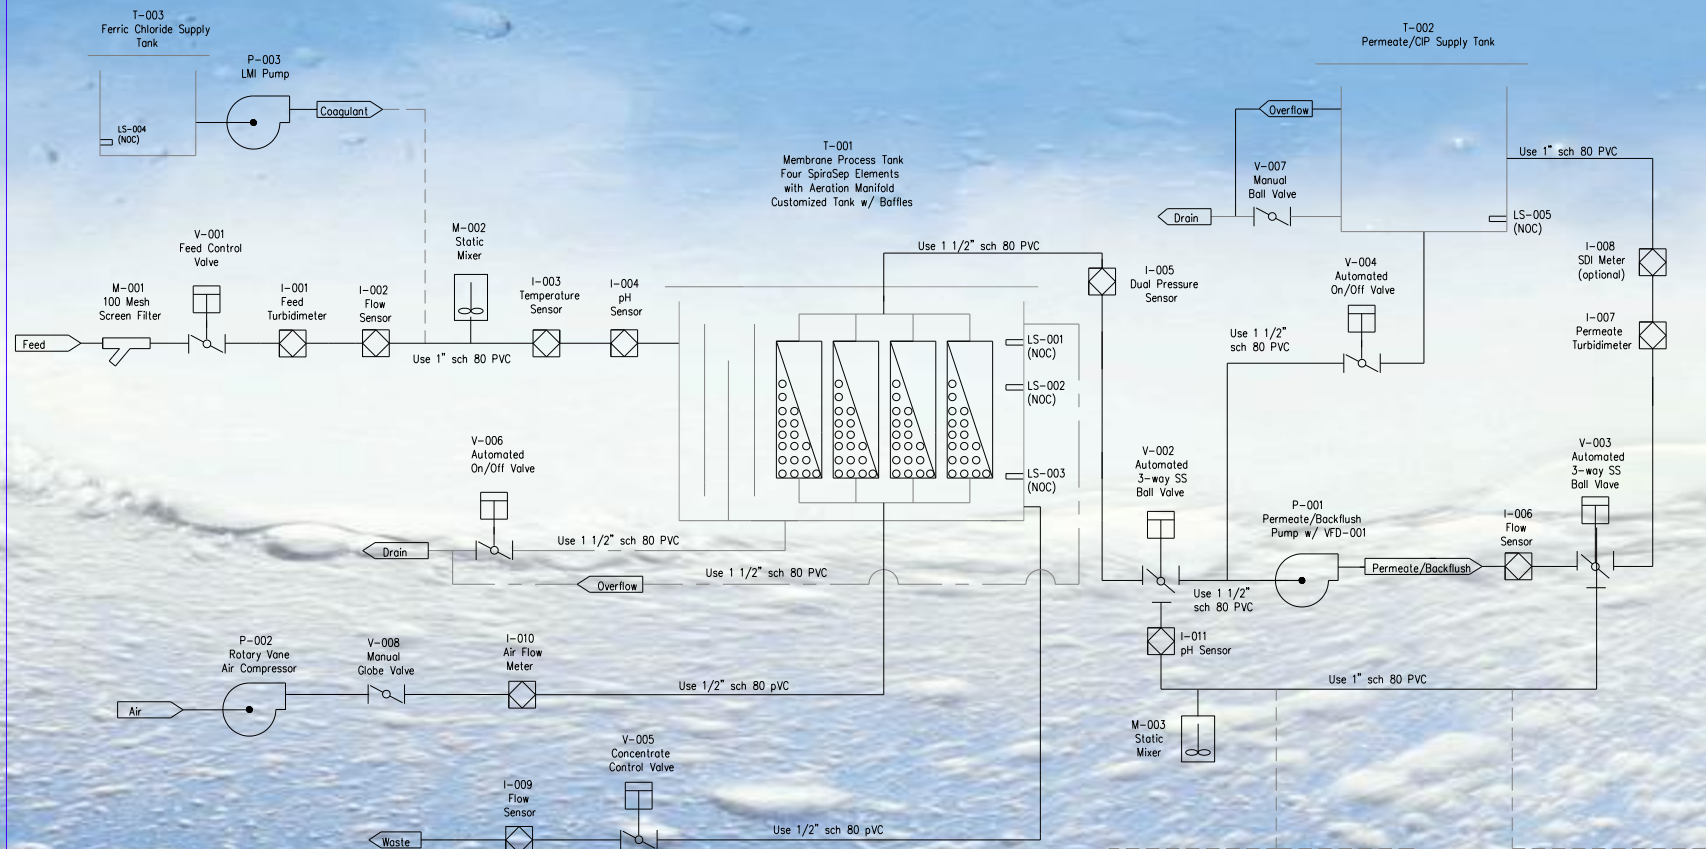 T-003
Ferric Chloride Supply
Tank
P-003
LMI Pump
Coagulant
LS-004
(NOC)
T-002
Permeate/CIP Supply Tank
Overflow
Use 1" sch 80 PVC
V-007
Manual
Ball Valve
Drain
LS-005
(NOC)
T-001
Membrane Process Tank
Four SpiraSep Elements
with Aeration Manifold
Customized Tank w/ Baffles
V-001
Feed Control
Valve
M-002
Static
Mixer
Use 1 1/2" sch 80 PVC
I-005
Dual Pressure
Sensor
V-004
Automated
On/Off Valve
I-008
SDI Meter
(optional)
M-001
100 Mesh
Screen Filter
I-001
Feed
Turbidimeter
I-002
Flow
Sensor
I-003
Temperature
Sensor
I-004
pH
Sensor
I-007
Permeate
Turbidimeter
Feed
Use 1" sch 80 PVC
LS-001
(NOC)
LS-002
(NOC)
LS-003
(NOC)
Use 1 1/2"
sch 80 PVC
V-006
Automated
On/Off Valve
V-002
Automated
3-way SS
Ball Valve
V-003
Automated
3-way SS
Ball Vlave
P-001
Permeate/Backflush
Pump w/ VFD-001
I-006
Flow
Sensor
Drain
Use 1 1/2" sch 80 PVC
Overflow
Use 1 1/2" sch 80 PVC
Permeate/Backflush
Use 1 1/2"
sch 80 PVC
P-002
Rotary Vane
Air Compressor
V-008
Manual
Globe Valve
I-010
Air Flow
Meter
I-011
pH Sensor
Air
Use 1/2" sch 80 pVC
Use 1" sch 80 PVC
M-003
Static
Mixer
V-005
Concentrate
Control Valve
I-009
Flow
Sensor
Waste
Use 1/2" sch 80 pVC